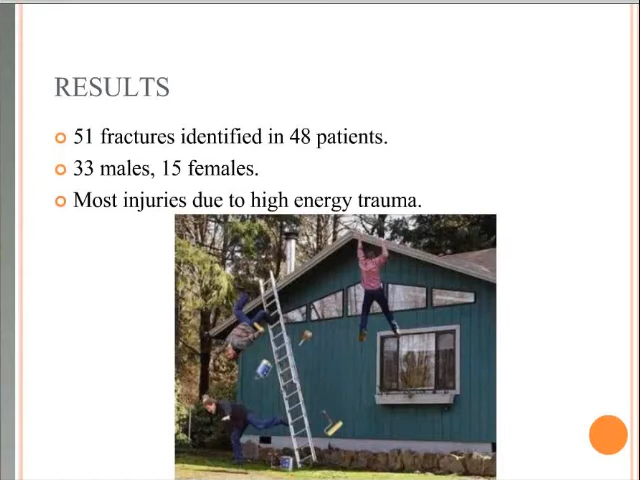 RESULTS
51 fractures identified in 48 patients.
33 males, 15 females.
Most injuries due to high energy trauma.